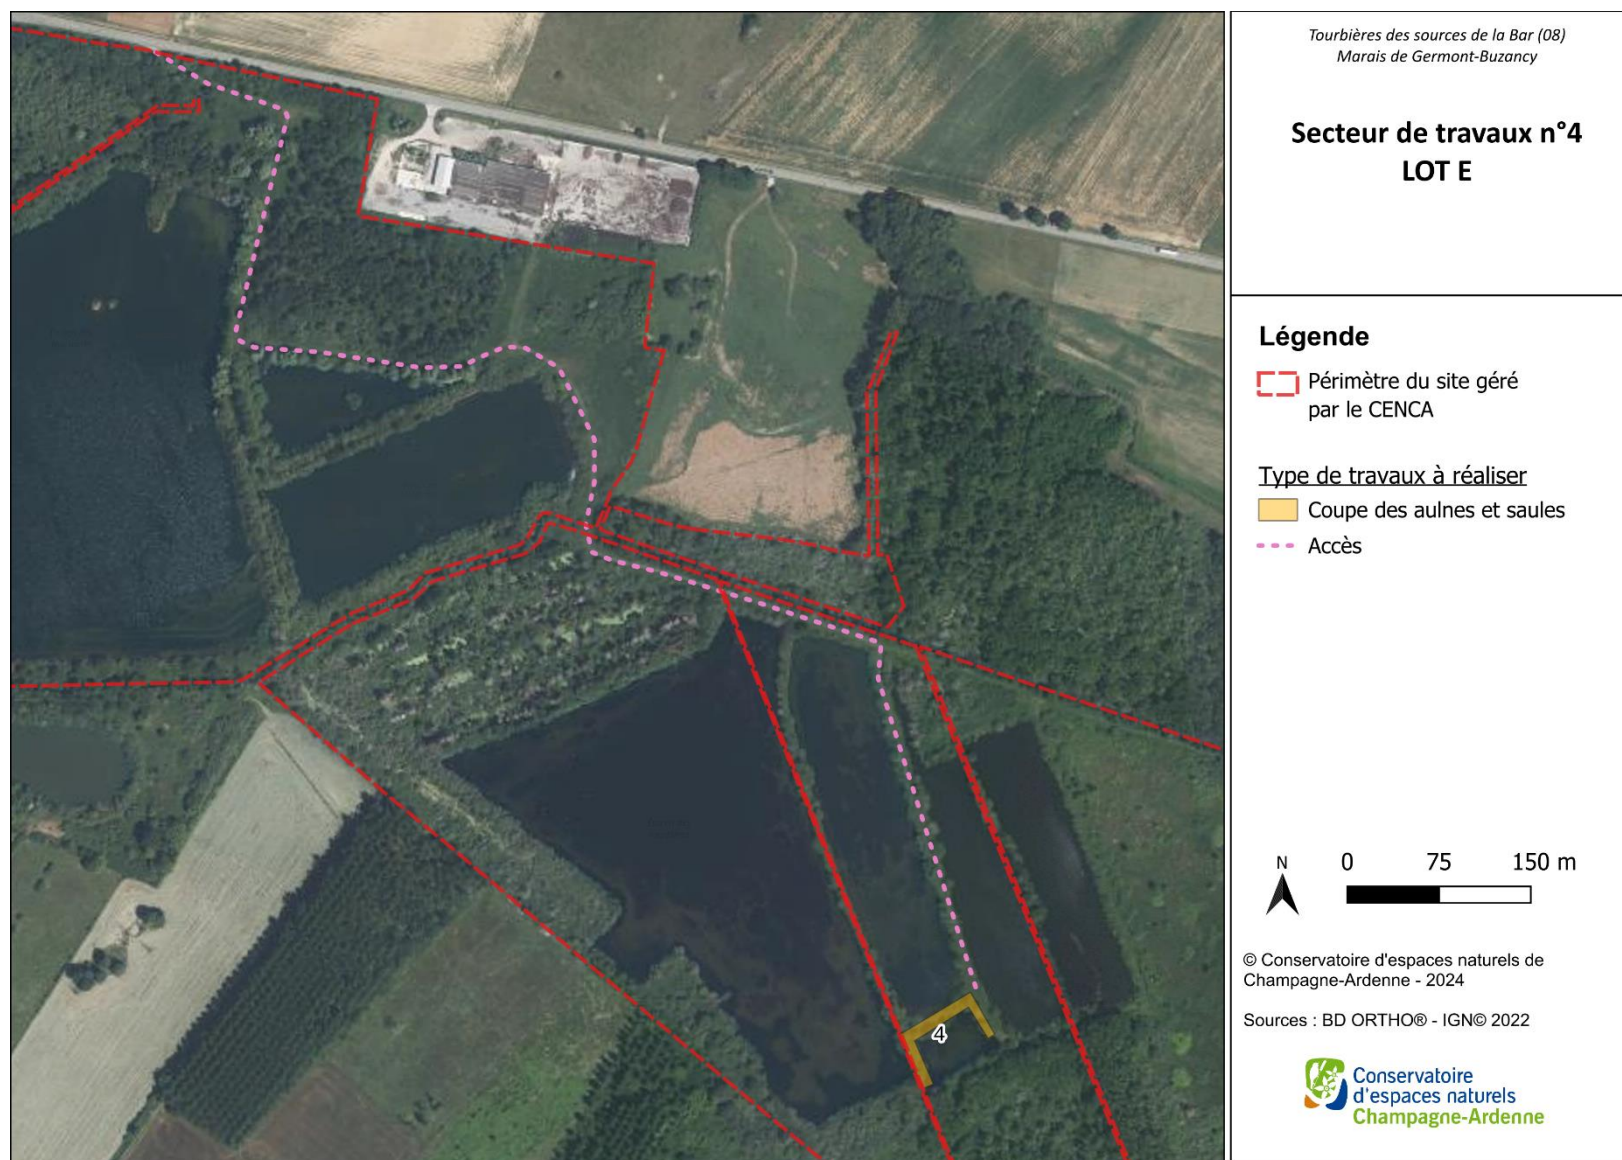 Tourbières des sources de la Bar (08)
Marais de Germont-Buzancy
Secteur de travaux n°4
LOT E
Légende
Périmètre du site géré
par le CENCA
Type de travaux à réaliser
Coupe des aulnes et saules
Accès
4
N
0 75 150 m
© Conservatoire d'espaces naturels de
Champagne-Ardenne - 2024
Sources : BD ORTHO® - IGN© 2022
Conservatoire
d'espaces naturels
Champagne-Ardenne